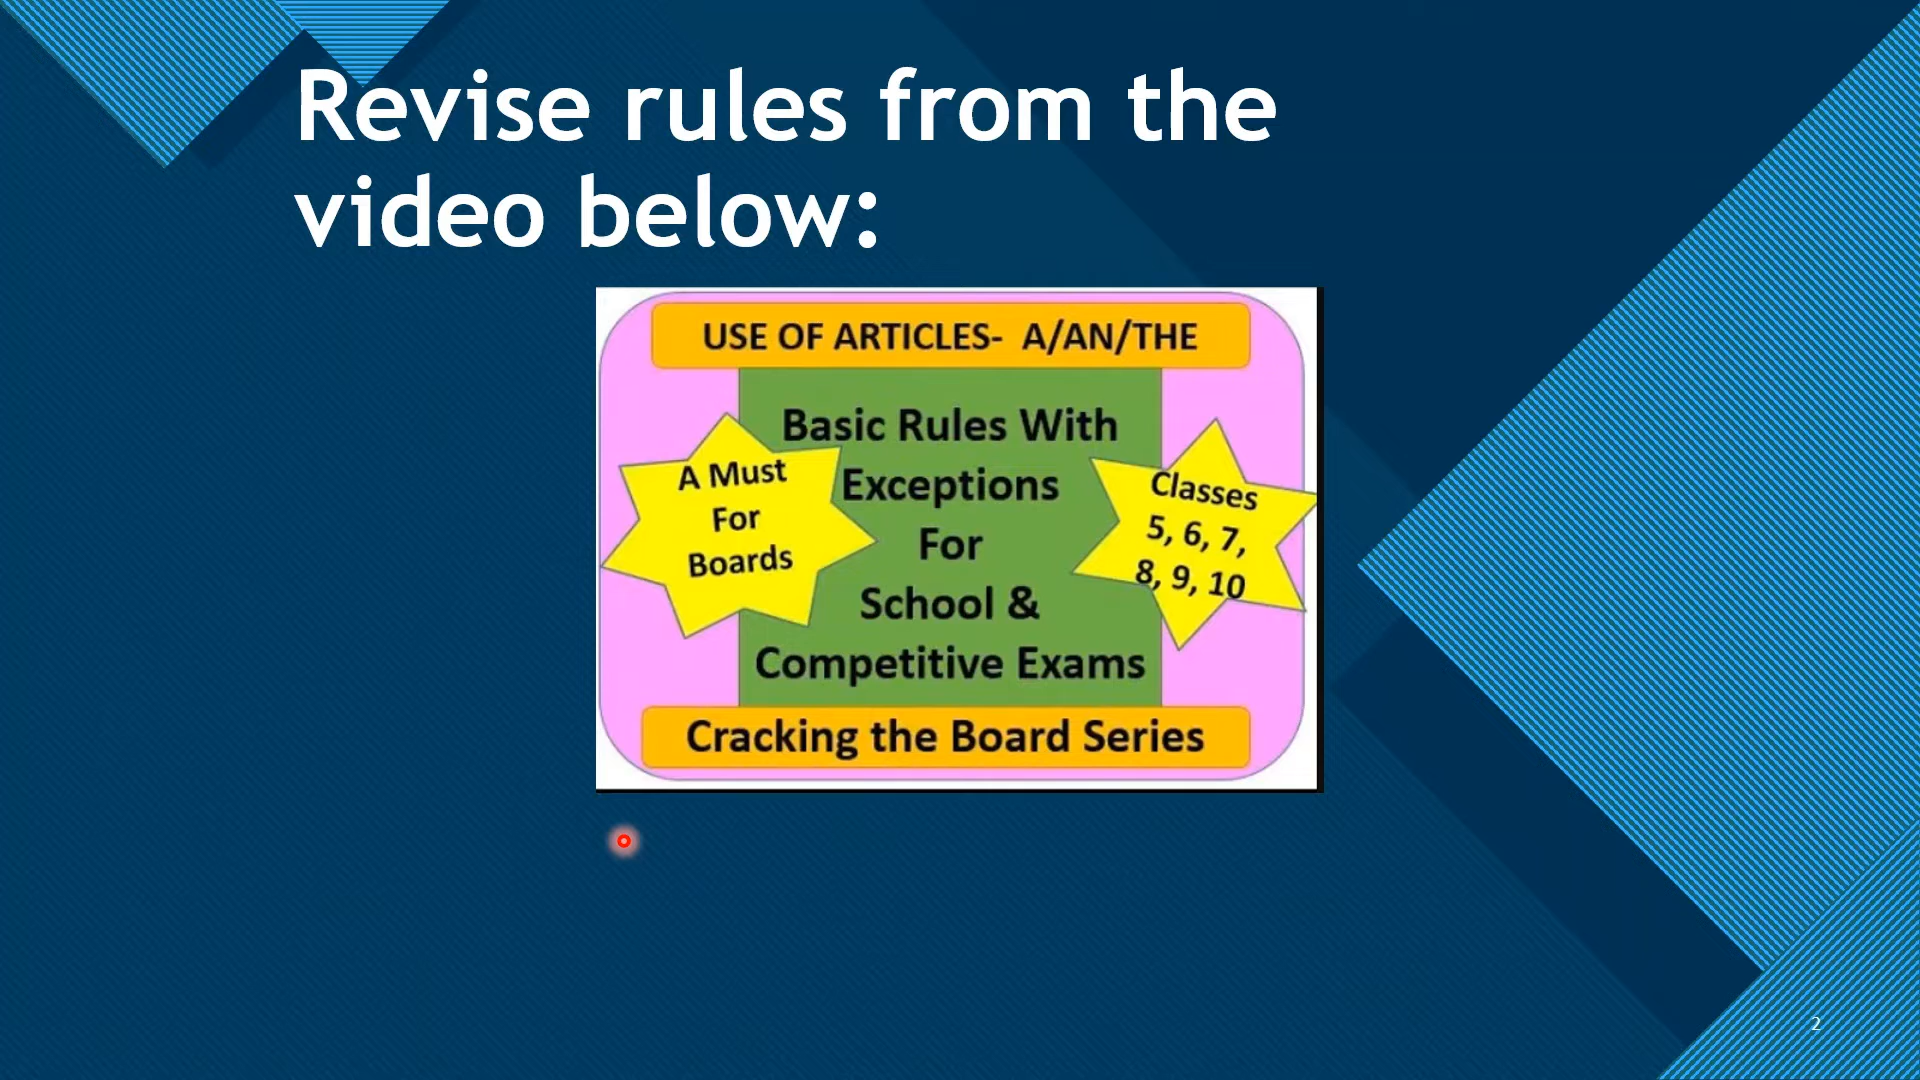 Revise rules from the
video below:
USE OF ARTICLES- A/AN/THE
Basic Rules With
Exceptions
For
School &
Competitive Exams
A Must
For
Boards
Classes
5, 6, 7,
8, 9, 10
Cracking the Board Series
2